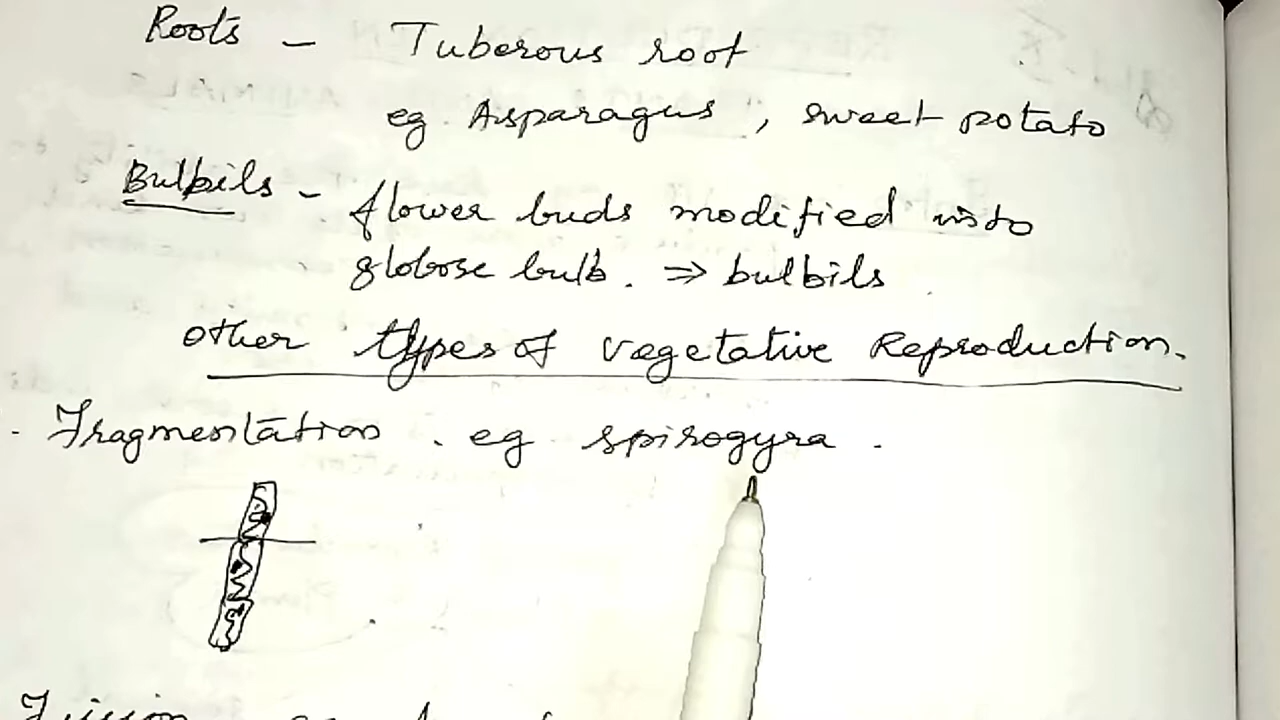 Roots - Tuberous root
eg Asparagus, sweet potato
Bulbils - flower buds modified into
globose bulb. ⇒ bulbils
other types of vegetative Reproduction.
. Fragmentation. eg spirogyra.